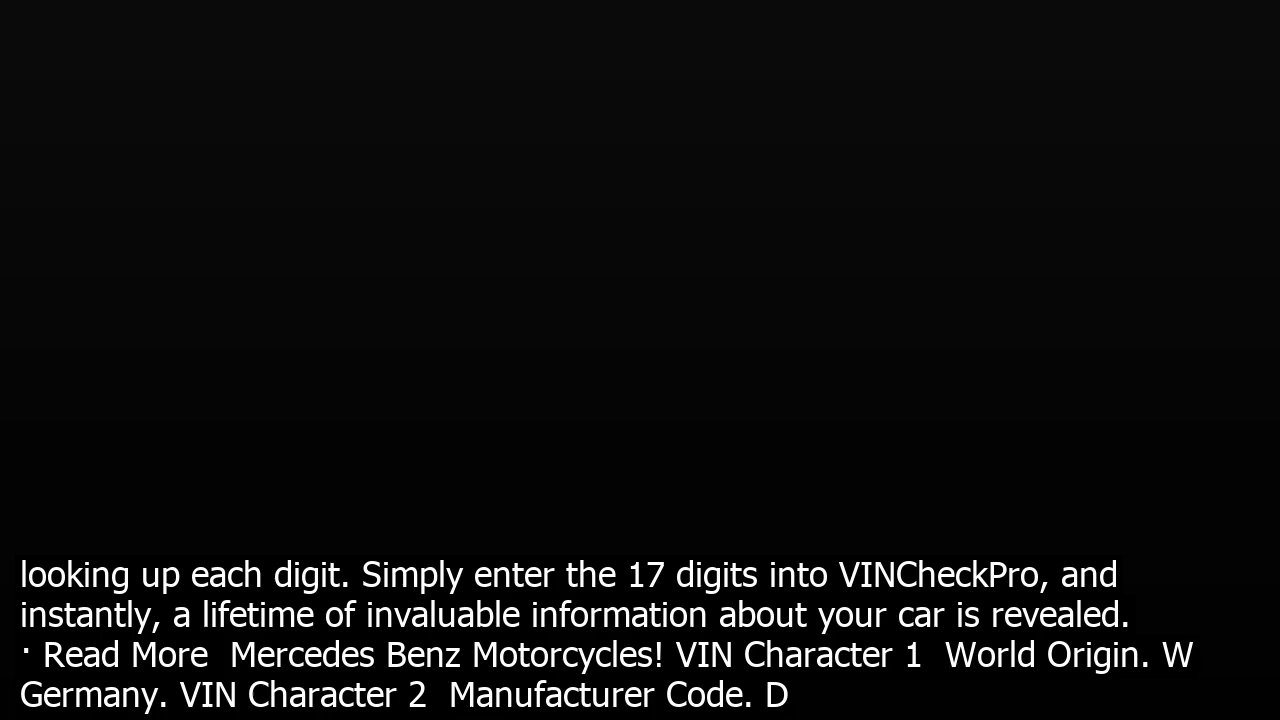 looking up each digit. Simply enter the 17 digits into VINCheckPro, and
instantly, a lifetime of invaluable information about your car is revealed.
· Read More  Mercedes Benz Motorcycles! VIN Character 1  World Origin. W
Germany. VIN Character 2  Manufacturer Code. D